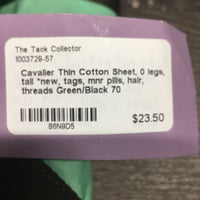 The Tack Collector
1003729-57
Cavalier Thin Cotton Sheet, 0 legs,
tail *new, tags, mnr pills, hair,
threads Green/Black 70
86N9D5
$23.50